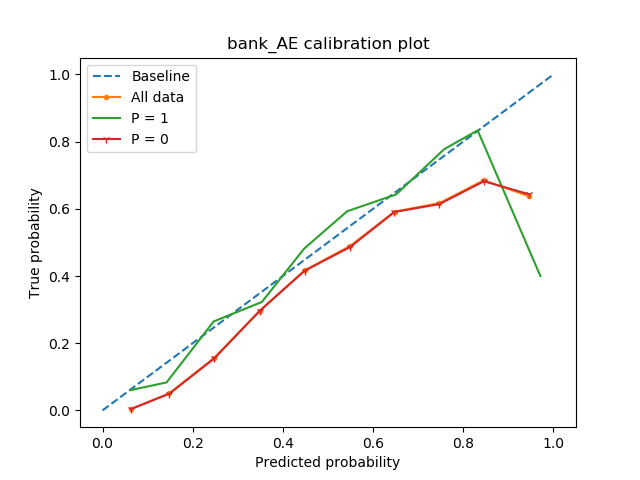 bank_AE calibration plot
Baseline
All data
P = 1
P = 0
True probability
1.0
0.8
0.6
0.4
0.2
0.0
0.0 0.2 0.4 0.6 0.8 1.0
Predicted probability